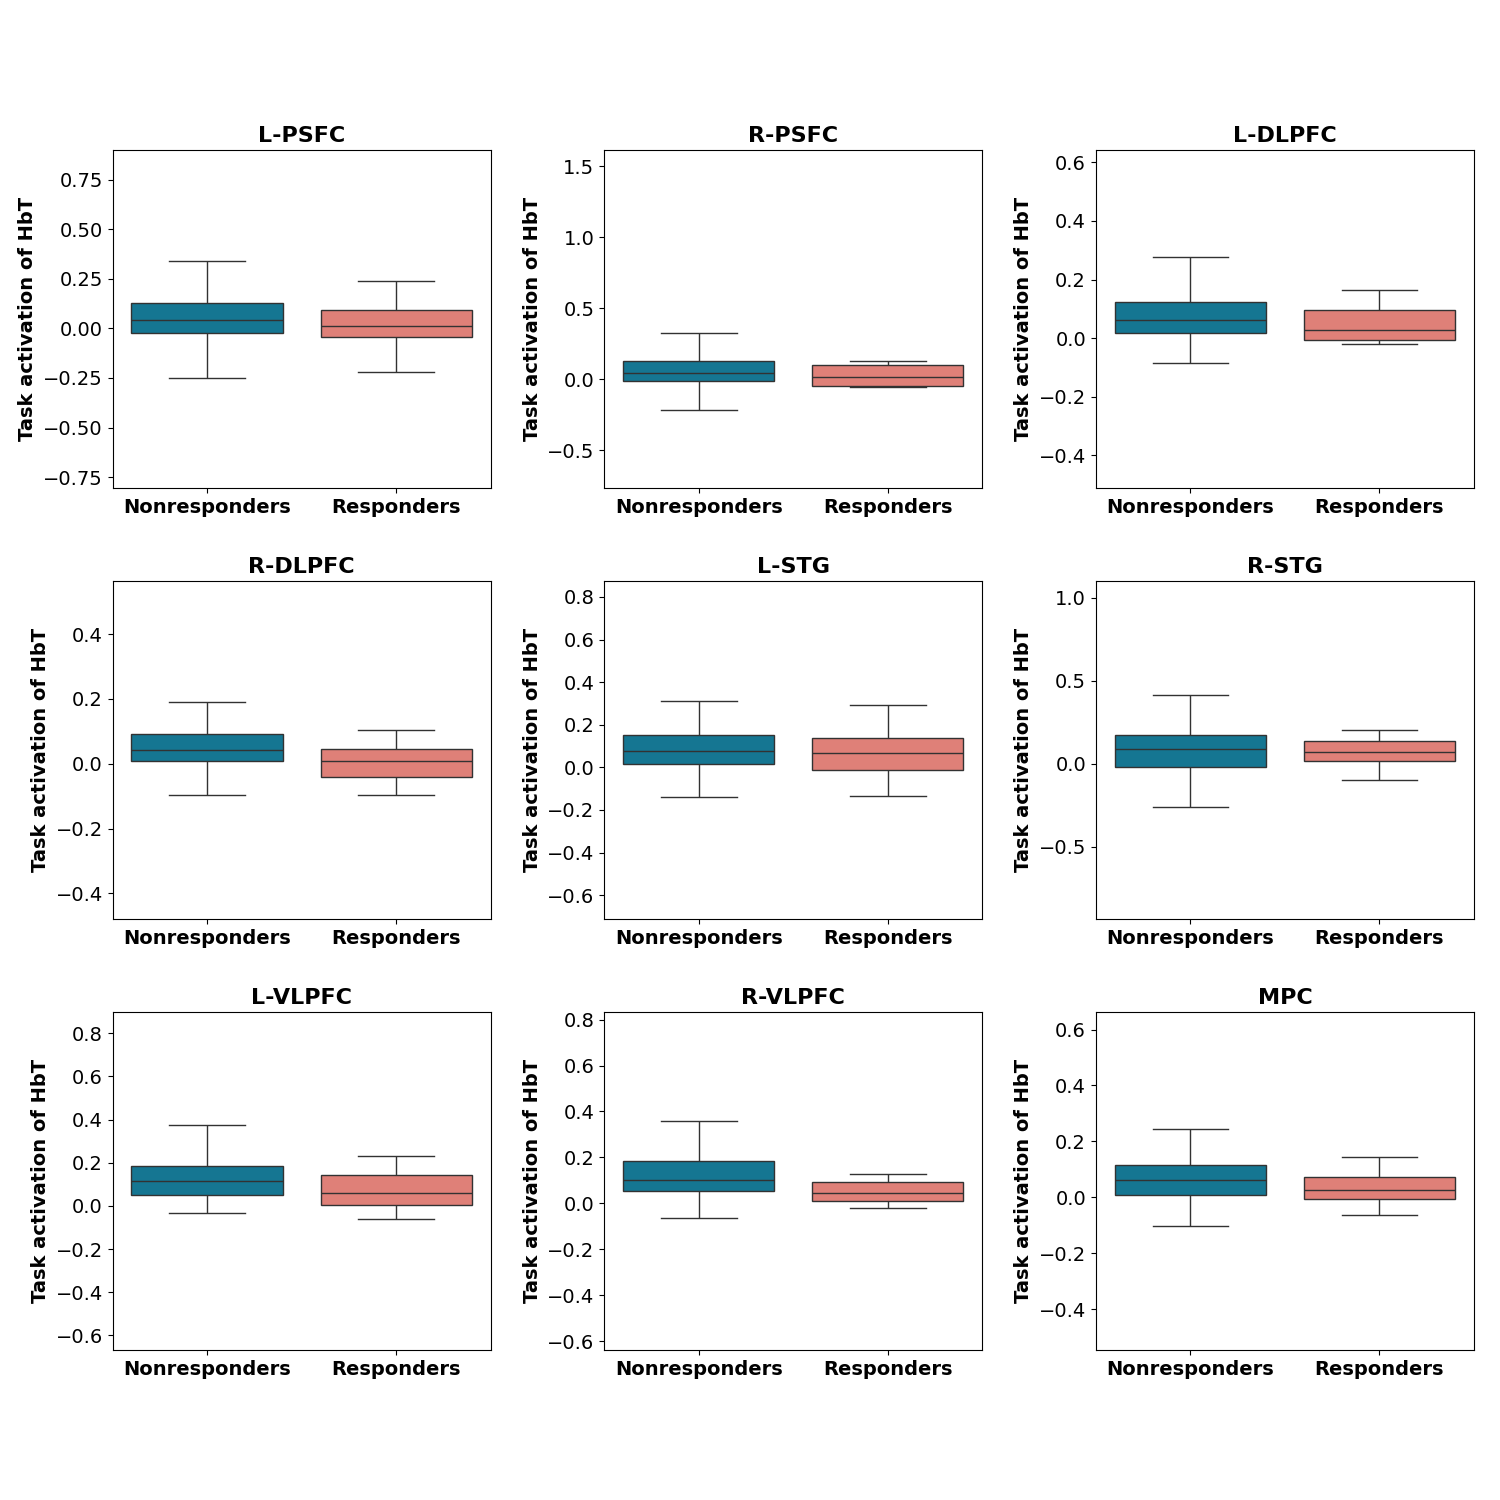 L-PSFC
Task activation of HbT
0.75
0.50
0.25
0.00
−0.25
−0.50
−0.75
Nonresponders Responders
R-PSFC
Task activation of HbT
1.5
1.0
0.5
0.0
−0.5
Nonresponders Responders
L-DLPFC
Task activation of HbT
0.6
0.4
0.2
0.0
−0.2
−0.4
Nonresponders Responders
R-DLPFC
Task activation of HbT
0.4
0.2
0.0
−0.2
−0.4
Nonresponders Responders
L-STG
Task activation of HbT
0.8
0.6
0.4
0.2
0.0
−0.2
−0.4
−0.6
Nonresponders Responders
R-STG
Task activation of HbT
1.0
0.5
0.0
−0.5
Nonresponders Responders
L-VLPFC
Task activation of HbT
0.8
0.6
0.4
0.2
0.0
−0.2
−0.4
−0.6
Nonresponders Responders
R-VLPFC
Task activation of HbT
0.8
0.6
0.4
0.2
0.0
−0.2
−0.4
−0.6
Nonresponders Responders
MPC
Task activation of HbT
0.6
0.4
0.2
0.0
−0.2
−0.4
Nonresponders Responders